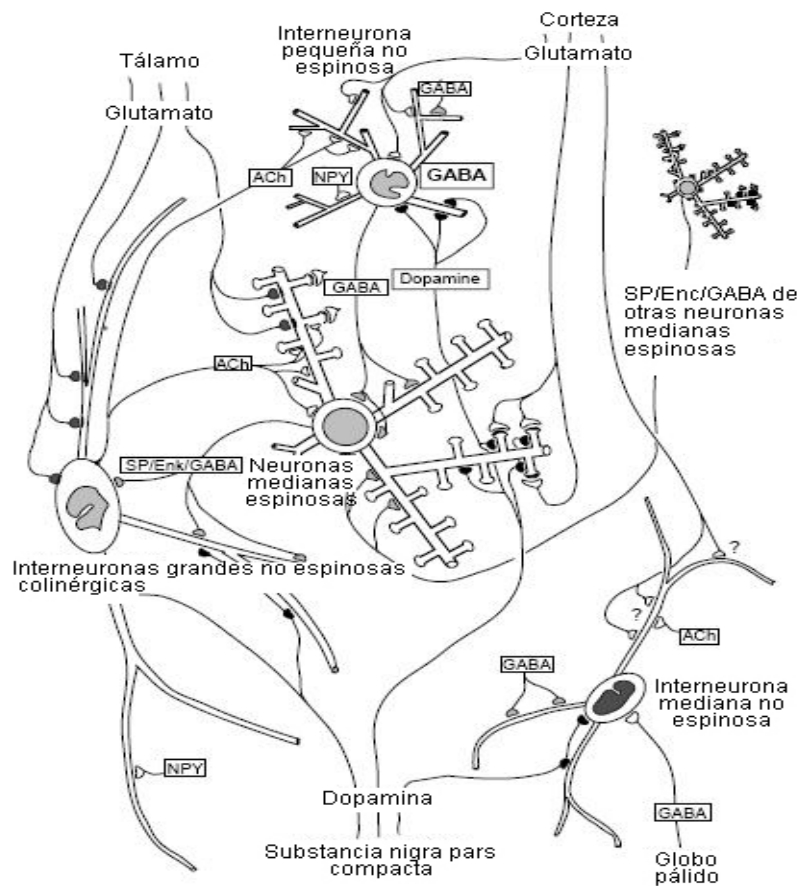 Corteza
Glutamato
Interneurona
pequeña no
espinosa
Tálamo
Glutamato
GABA
ACh
NPY
GABA
GABA
Dopamine
SP/Enc/GABA de
otras neuronas
medianas
espinosas
ACh
SP/Enk/GABA
Neuronas
medianas
espinosas
Interneuronas grandes no espinosas
colinérgicas
?
?
ACh
GABA
Interneurona
mediana no
espinosa
NPY
Dopamina
GABA
Substancia nigra pars
compacta
Globo
pálido